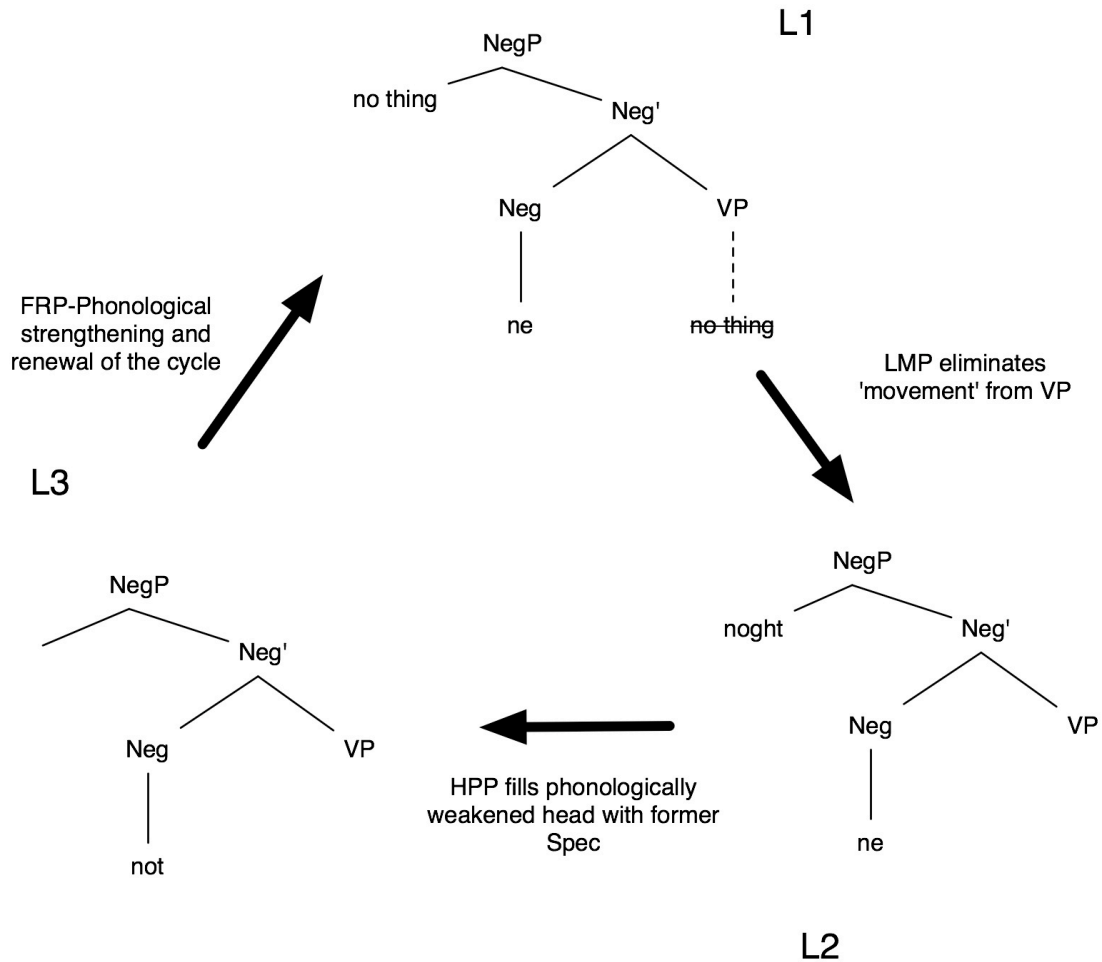 L1
NegP
no thing
Neg'
Neg
VP
ne
no thing
FRP-Phonological
strengthening and
renewal of the cycle
LMP eliminates
'movement' from VP
L3
NegP
noght
Neg'
Neg
VP
ne
L2
HPP fills phonologically
weakened head with former
Spec
NegP
Neg'
Neg
VP
not